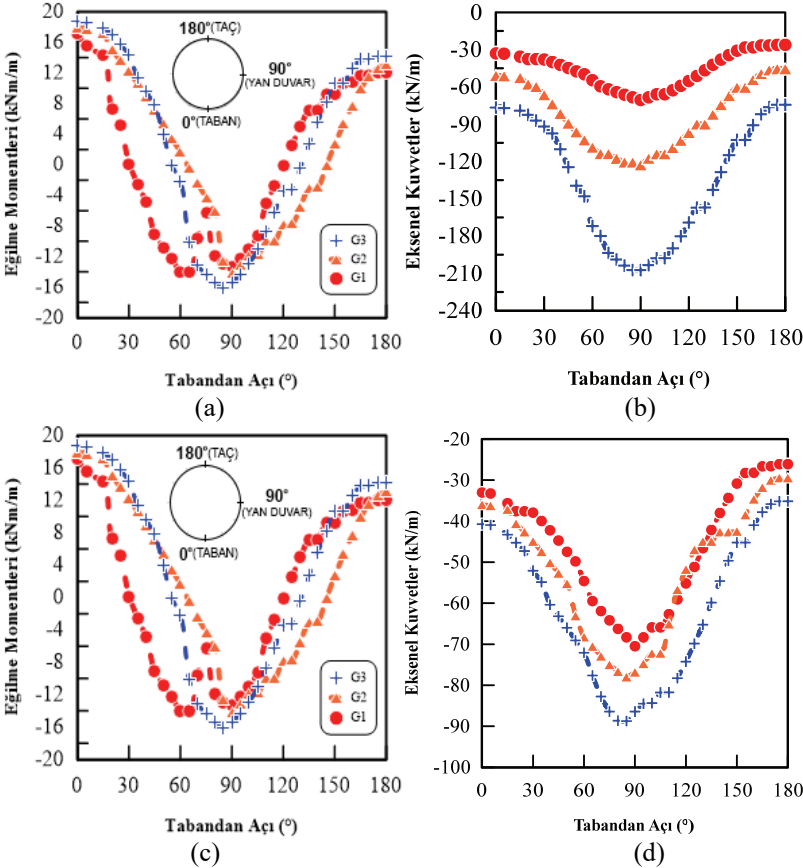 20
16
12
8
4
0
-4
-8
-12
-16
-20
Eğilme Momentleri (kNm/m)
180°(TAÇ)
90°
(YAN DUVAR)
0°(TABAN)
G3
G2
G1
0 30 60 90 120 150 180
Tabandan Açı (°)
(a)
0
-30
-60
-90
-120
-150
-180
-210
-240
Eksenel Kuvvetler (kN/m)
0 30 60 90 120 150 180
Tabandan Açı (°)
(b)
20
16
12
8
4
0
-4
-8
-12
-16
-20
Eğilme Momentleri (kNm/m)
180°(TAÇ)
90°
(YAN DUVAR)
0°(TABAN)
G3
G2
G1
0 30 60 90 120 150 180
Tabandan Açı (°)
(c)
-20
-30
-40
-50
-60
-70
-80
-90
-100
Eksenel Kuvvetler (kN/m)
0 30 60 90 120 150 180
Tabandan Açı (°)
(d)